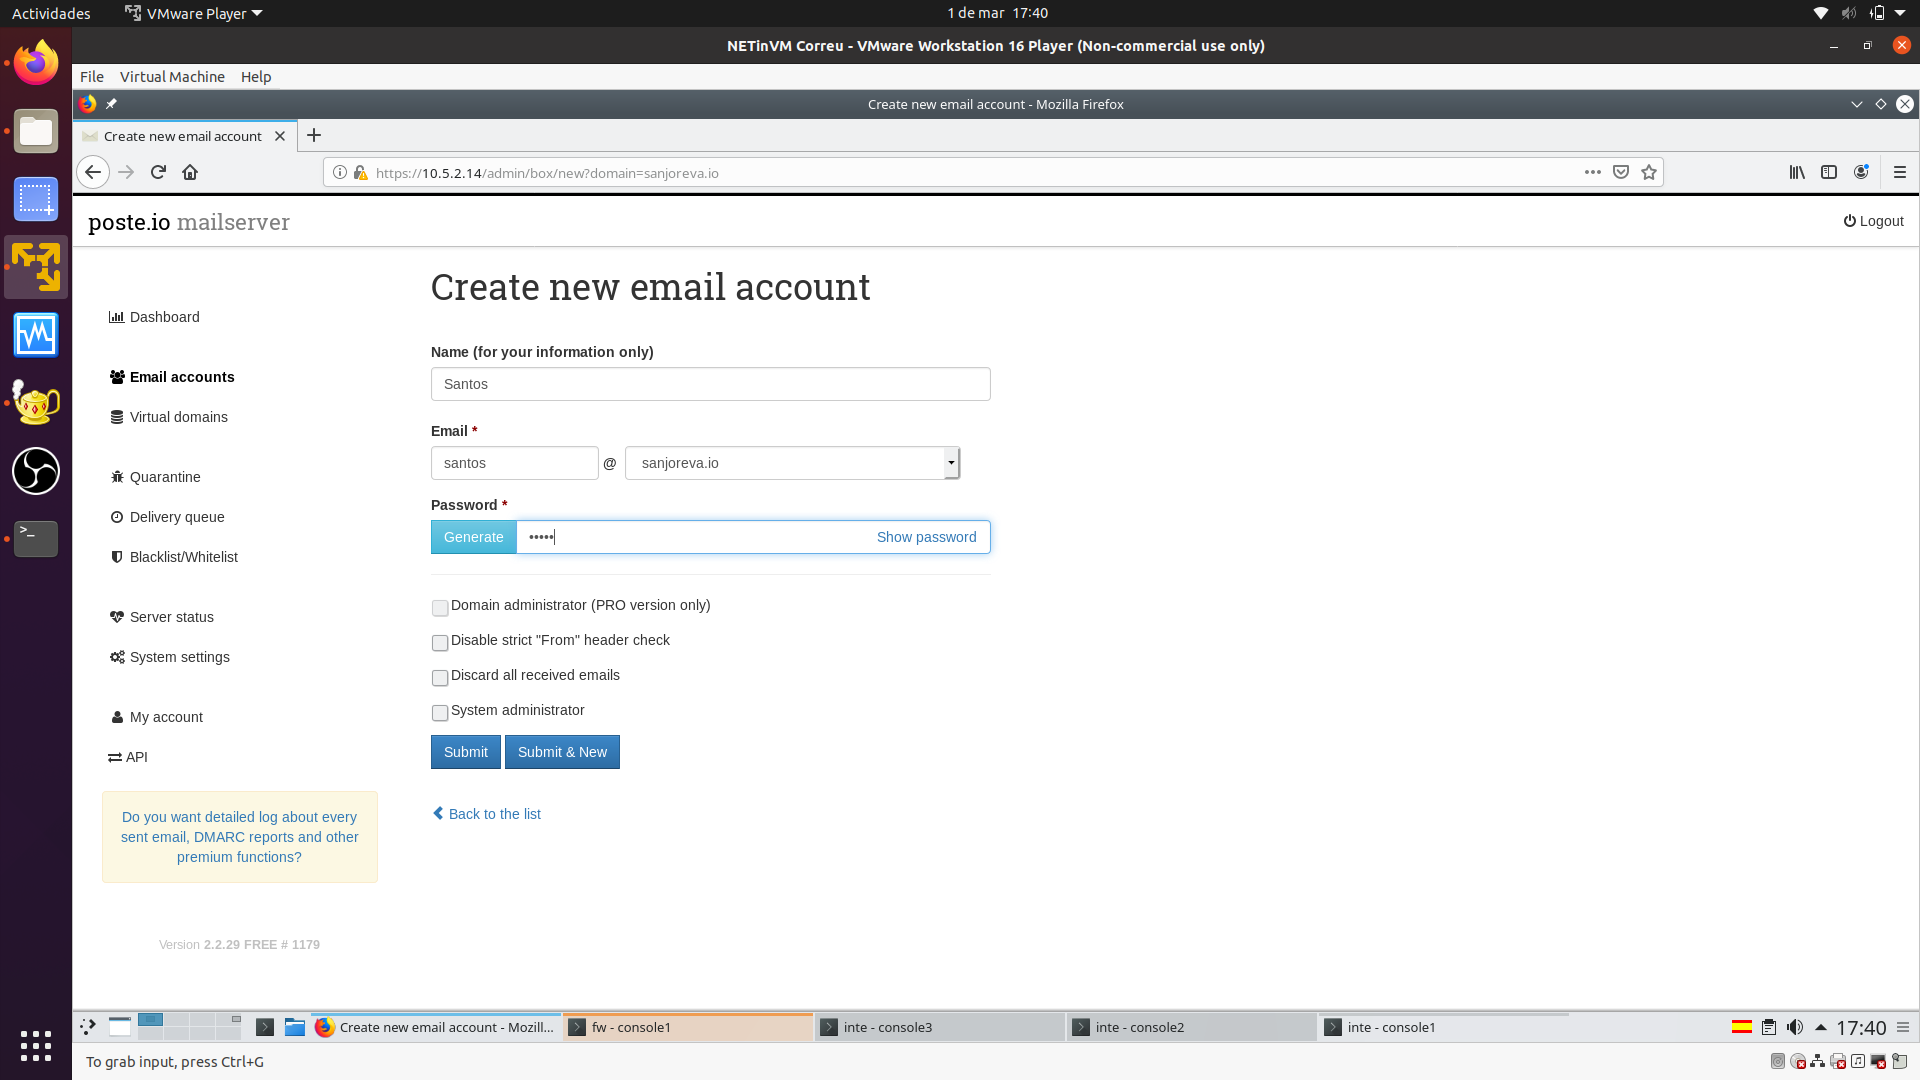 Actividades
VMware Player
1 de mar 17:40
NETinVM Correu - VMware Workstation 16 Player (Non-commercial use only)
File Virtual Machine Help
Create new email account - Mozilla Firefox
Create new email account
https://10.5.2.14/admin/box/new?domain=sanjoreva.io
poste.io mailserver
Logout
Create new email account
Dashboard
Email accounts
Virtual domains
Quarantine
Delivery queue
Blacklist/Whitelist
Server status
System settings
My account
API
Do you want detailed log about every
sent email, DMARC reports and other
premium functions?
Version 2.2.29 FREE # 1179
Name (for your information only)
Santos
Email *
santos @ sanjoreva.io
Password *
Generate ••••• Show password
Domain administrator (PRO version only)
Disable strict "From" header check
Discard all received emails
System administrator
Submit Submit & New
Back to the list
Create new email account - Mozill...
fw - console1
inte - console3
inte - console2
inte - console1
17:40
To grab input, press Ctrl+G